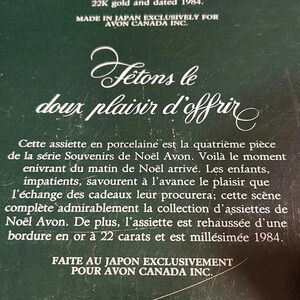 22K gold and dated 1984.
MADE IN JAPAN EXCLUSIVELY FOR
AVON CANADA INC.
Fêtons le
doux plaisir d'offrir
Cette assiette en porcelaine est la quatrième pièce
de la série Souvenirs de Noël Avon. Voilà le moment
enivrant du matin de Noël arrivé. Les enfants,
impatients, savourent à l'avance le plaisir que
l'échange des cadeaux leur procurera; cette scène
complète admirablement la collection d'assiettes de
Noël Avon. De plus, l'assiette est rehaussée d'une
bordure en or à 22 carats et est millésimée 1984.
FAITE AU JAPON EXCLUSIVEMENT
POUR AVON CANADA INC.